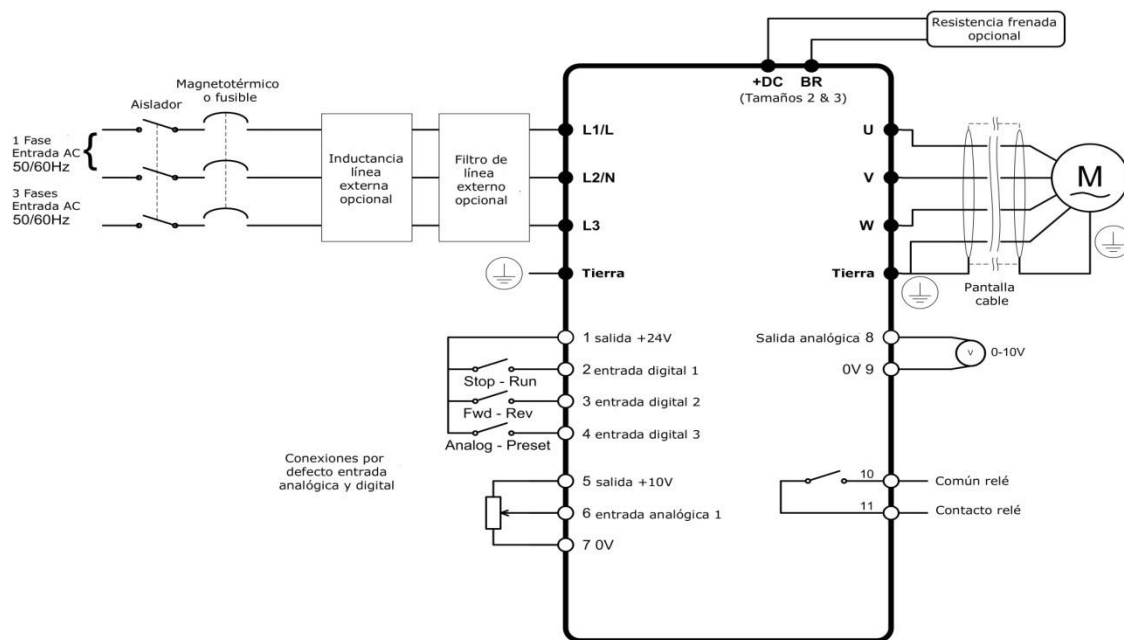 Resistencia frenada
opcional
+DC BR
(Tamaños 2 & 3)
Magnetotérmico
o fusible
Aislador
1 Fase
Entrada AC
50/60Hz
3 Fases
Entrada AC
50/60Hz
Inductancia
línea
externa
opcional
Filtro de
línea
externo
opcional
L1/L
L2/N
L3
Tierra
U
V
W
Tierra
M
Pantalla
cable
1 salida +24V
2 entrada digital 1
3 entrada digital 2
4 entrada digital 3
Stop - Run
Fwd - Rev
Analog - Preset
Conexiones por
defecto entrada
analógica y digital
5 salida +10V
6 entrada analógica 1
7 0V
Salida analógica 8
0V 9
V
0-10V
10
Común relé
11
Contacto relé